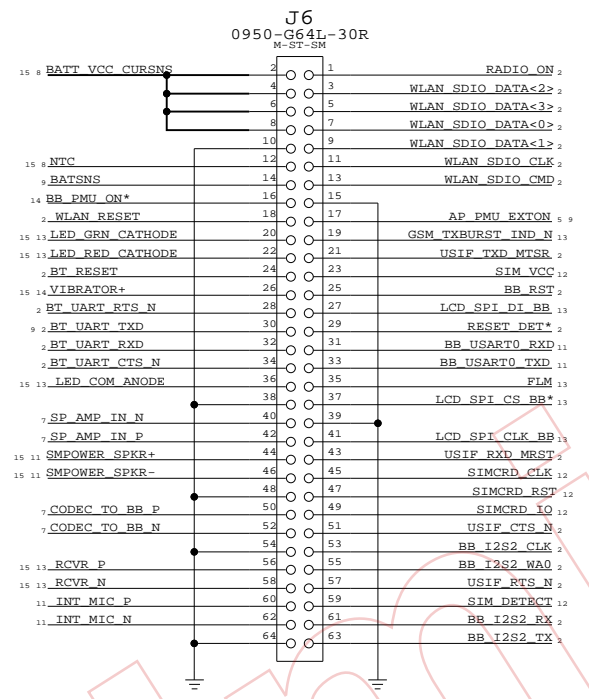 J6
0950-G64L-30R
M-ST-SM
15 8 BATT_VCC_CURSNS 2 1 RADIO_ON 2
4 3 WLAN_SDIO_DATA<2> 2
6 5 WLAN_SDIO_DATA<3> 2
8 7 WLAN_SDIO_DATA<0> 2
10 9 WLAN_SDIO_DATA<1> 2
15 8 NTC 12 11 WLAN_SDIO_CLK 2
9 BATSNS 14 13 WLAN_SDIO_CMD 2
14 BB_PMU_ON* 16 15
2 WLAN_RESET 18 17 AP_PMU_EXTON 5 9
15 13 LED_GRN_CATHODE 20 19 GSM_TXBURST_IND_N 13
15 13 LED_RED_CATHODE 22 21 USIF_TXD_MTSR 2
2 BT_RESET 24 23 SIM_VCC 12
15 14 VIBRATOR+ 26 25 BB_RST 2
2 BT_UART_RTS_N 28 27 LCD_SPI_DI_BB 13
9 2 BT_UART_TXD 30 29 RESET_DET* 2
2 BT_UART_RXD 32 31 BB_USART0_RXD 11
2 BT_UART_CTS_N 34 33 BB_USART0_TXD 11
15 13 LED_COM_ANODE 36 35 FLM 13
38 37 LCD_SPI_CS_BB* 13
7 SP_AMP_IN_N 40 39
7 SP_AMP_IN_P 42 41 LCD_SPI_CLK_BB 13
15 11 SMPOWER_SPKR+ 44 43 USIF_RXD_MRST 2
15 11 SMPOWER_SPKR- 46 45 SIMCRD_CLK 12
48 47 SIMCRD_RST 12
7 CODEC_TO_BB_P 50 49 SIMCRD_IO 12
7 CODEC_TO_BB_N 52 51 USIF_CTS_N 2
54 53 BB_I2S2_CLK 2
15 13 RCVR_P 56 55 BB_I2S2_WA0 2
15 13 RCVR_N 58 57 USIF_RTS_N 2
11 INT_MIC_P 60 59 SIM_DETECT 12
11 INT_MIC_N 62 61 BB_I2S2_RX 2
64 63 BB_I2S2_TX 2